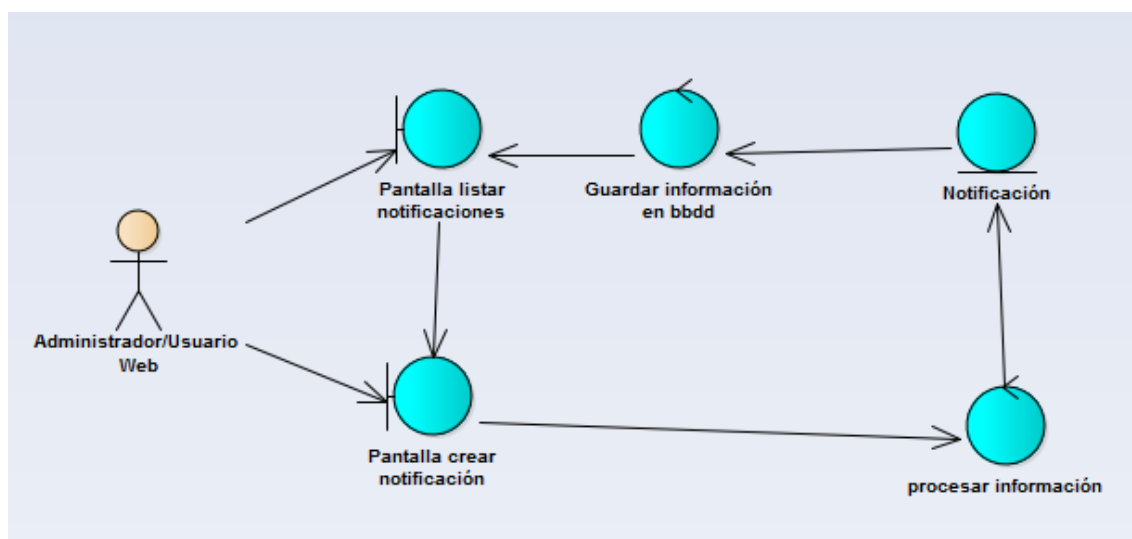 Pantalla listar
notificaciones
Guardar información
en bbdd
Notificación
Administrador/Usuario
Web
Pantalla crear
notificación
procesar información